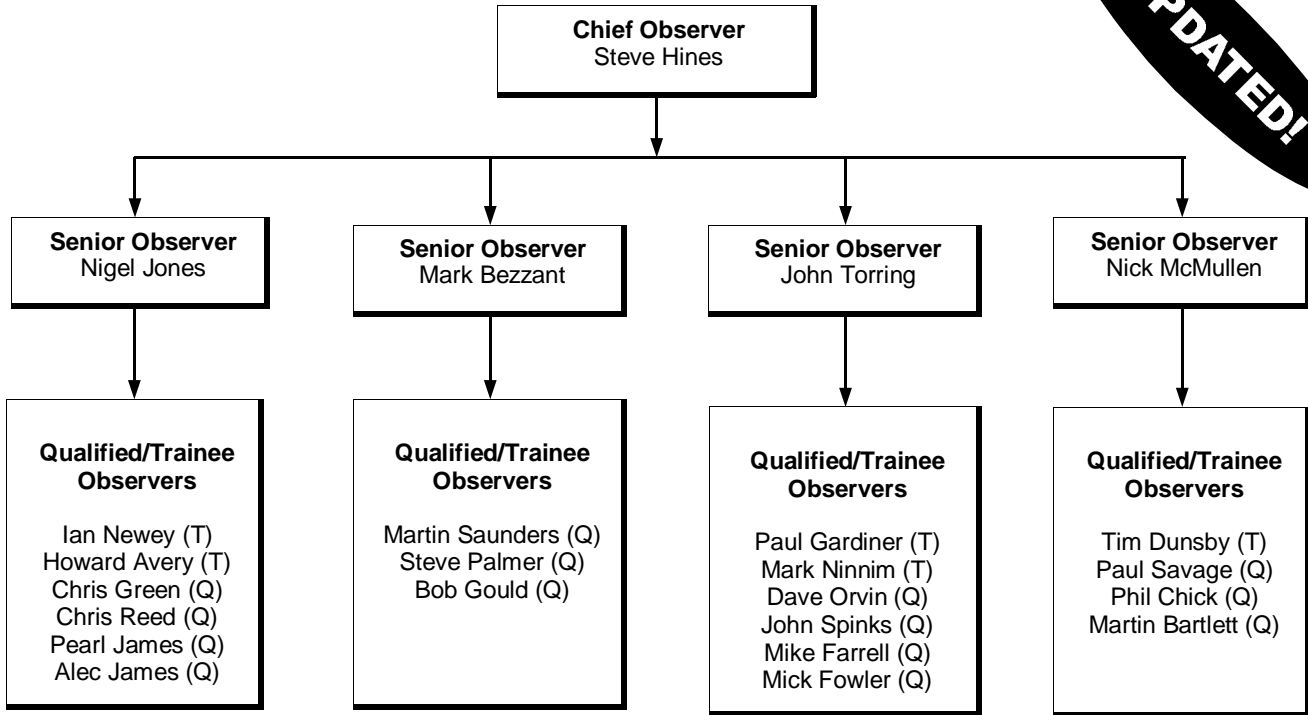 Chief Observer
Steve Hines
PDATED!
Senior Observer
Nigel Jones
Senior Observer
Mark Bezzant
Senior Observer
John Torring
Senior Observer
Nick McMullen
Qualified/Trainee
Observers
Ian Newey (T)
Howard Avery (T)
Chris Green (Q)
Chris Reed (Q)
Pearl James (Q)
Alec James (Q)
Qualified/Trainee
Observers
Martin Saunders (Q)
Steve Palmer (Q)
Bob Gould (Q)
Qualified/Trainee
Observers
Paul Gardiner (T)
Mark Ninnim (T)
Dave Orvin (Q)
John Spinks (Q)
Mike Farrell (Q)
Mick Fowler (Q)
Qualified/Trainee
Observers
Tim Dunsby (T)
Paul Savage (Q)
Phil Chick (Q)
Martin Bartlett (Q)